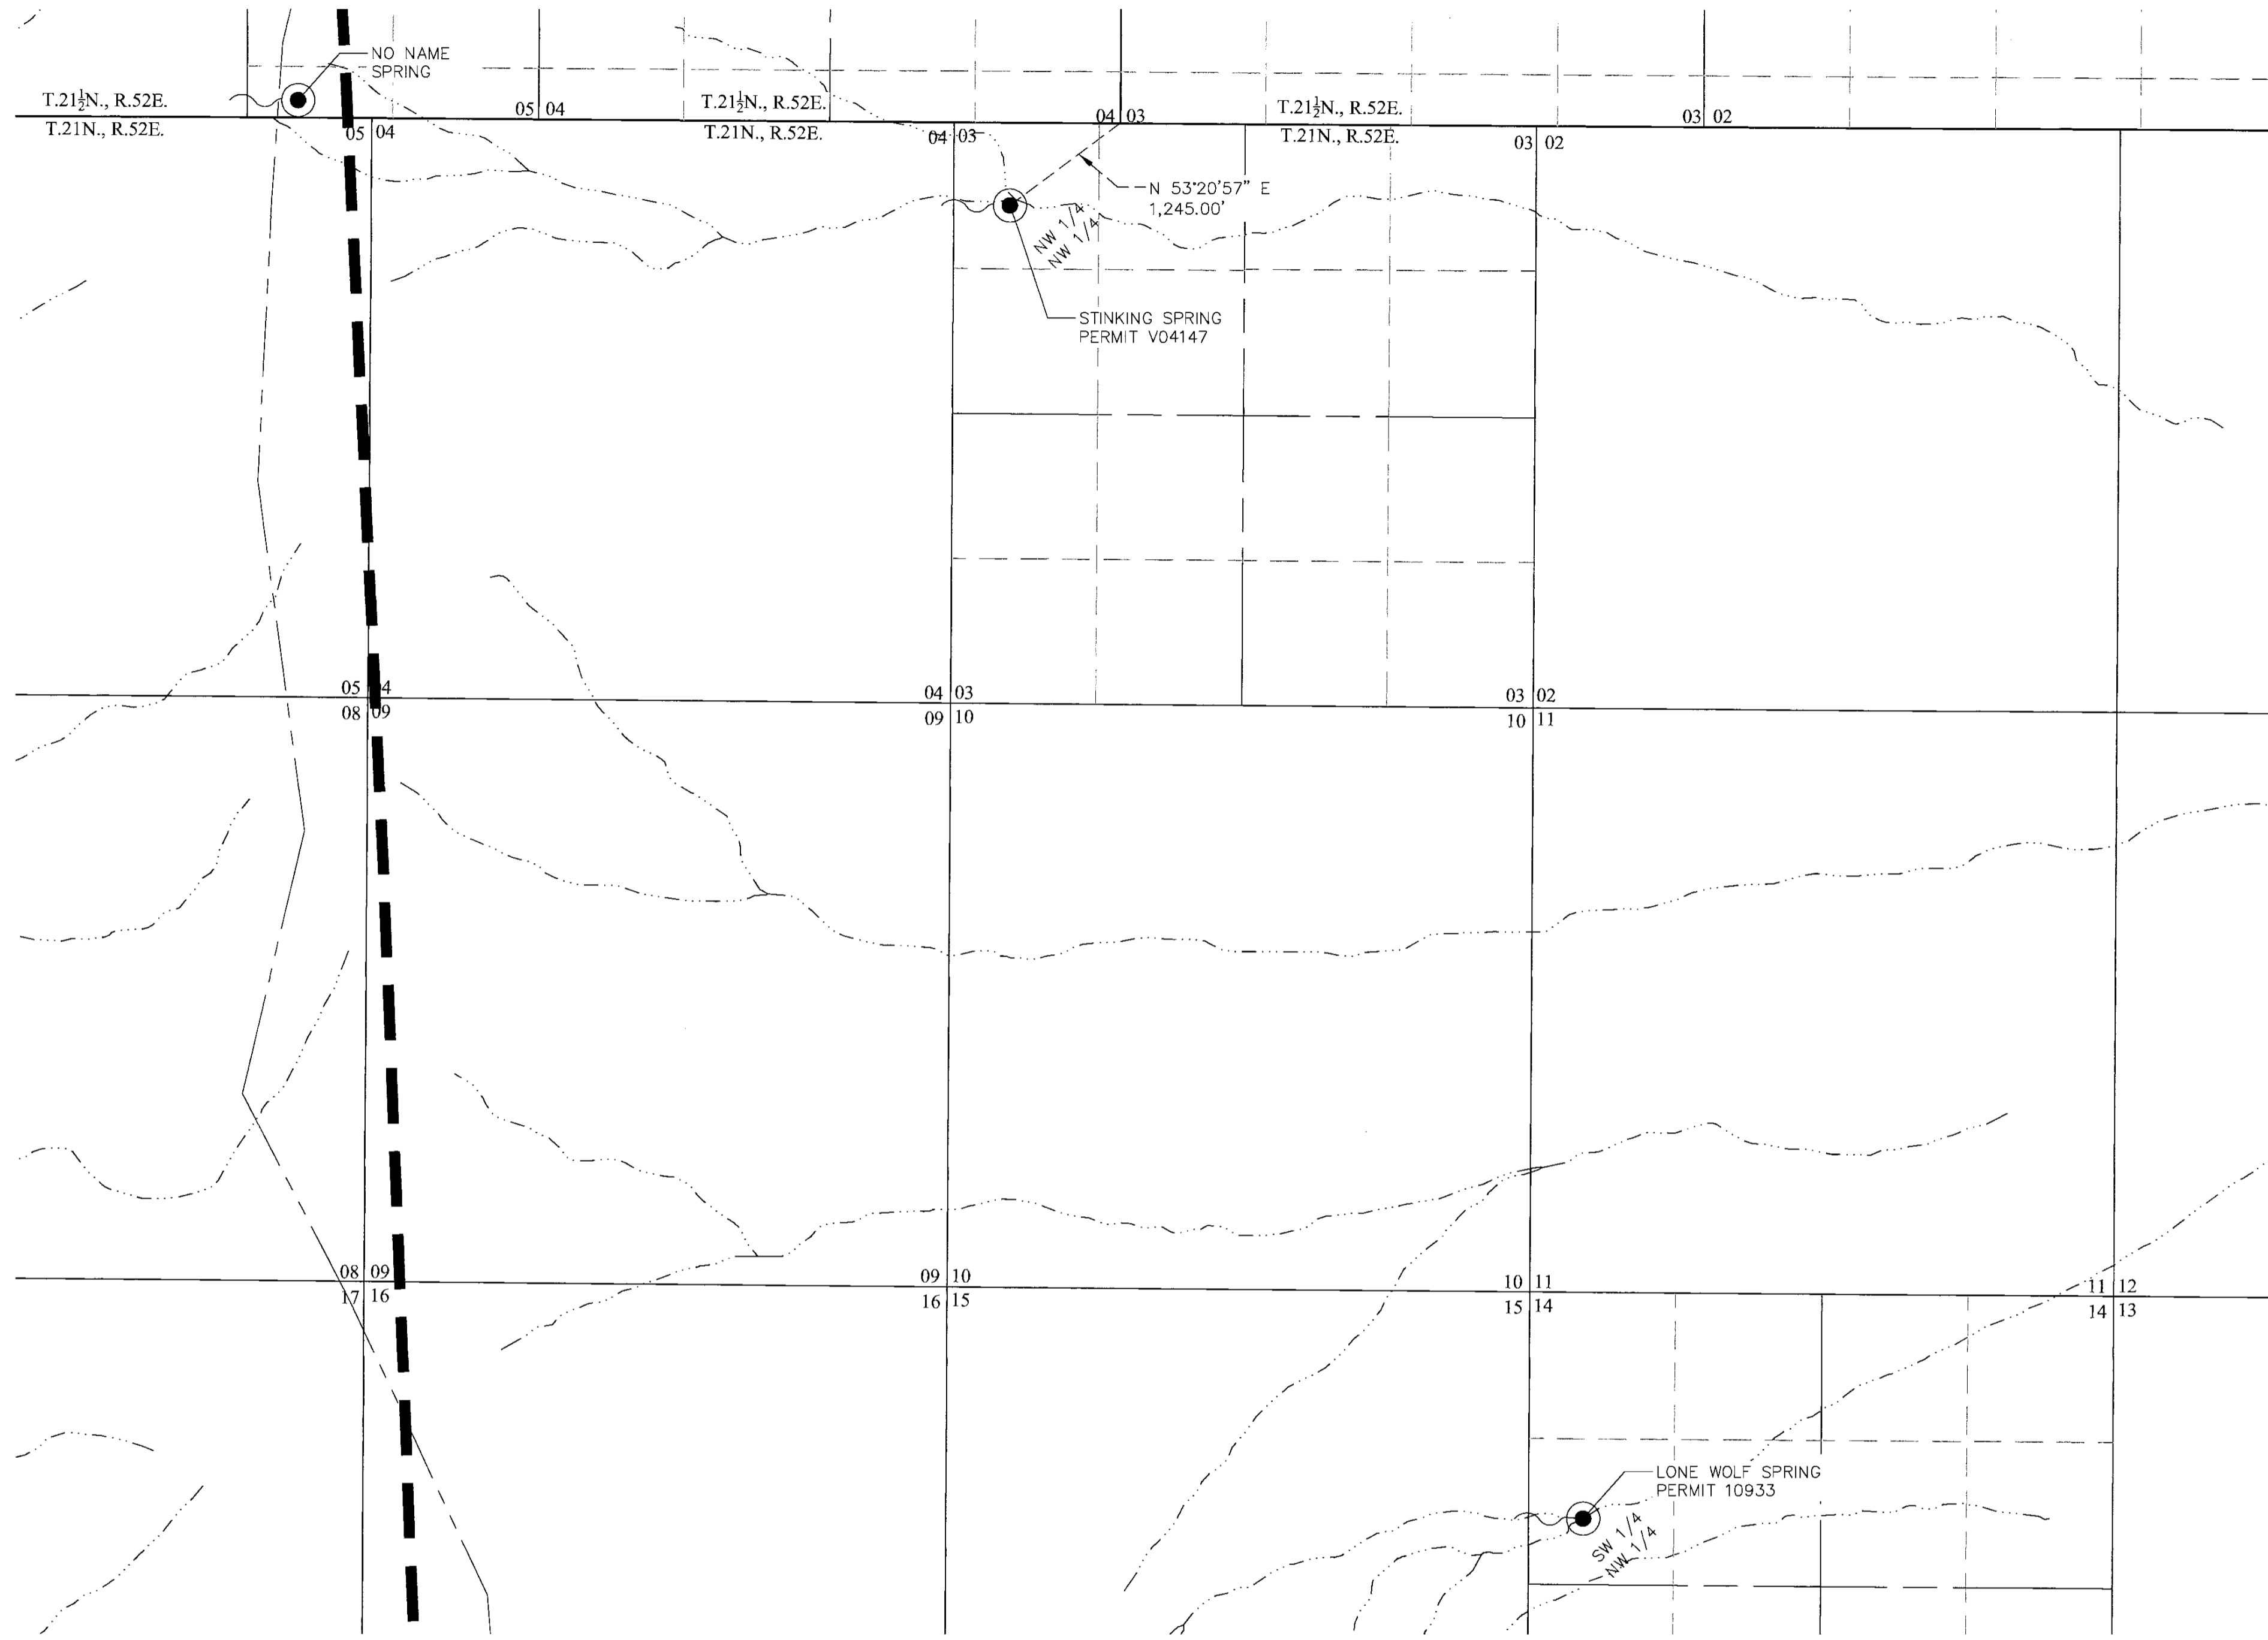 NO NAME
SPRING
T.21½N., R.52E.
05 04
T.21½N., R.52E.
04 03
T.21½N., R.52E.
03 02
T.21N., R.52E.
05 04
T.21N., R.52E.
04 03
T.21N., R.52E.
03 02
N 53°20'57" E
1,245.00'
NW 1/4
NW 1/4
STINKING SPRING
PERMIT V04147
05 04
08 09
04 03
09 10
03 02
10 11
08 09
17 16
09 10
16 15
10 11
15 14
11 12
14 13
LONE WOLF SPRING
PERMIT 10933
SW 1/4
NW 1/4